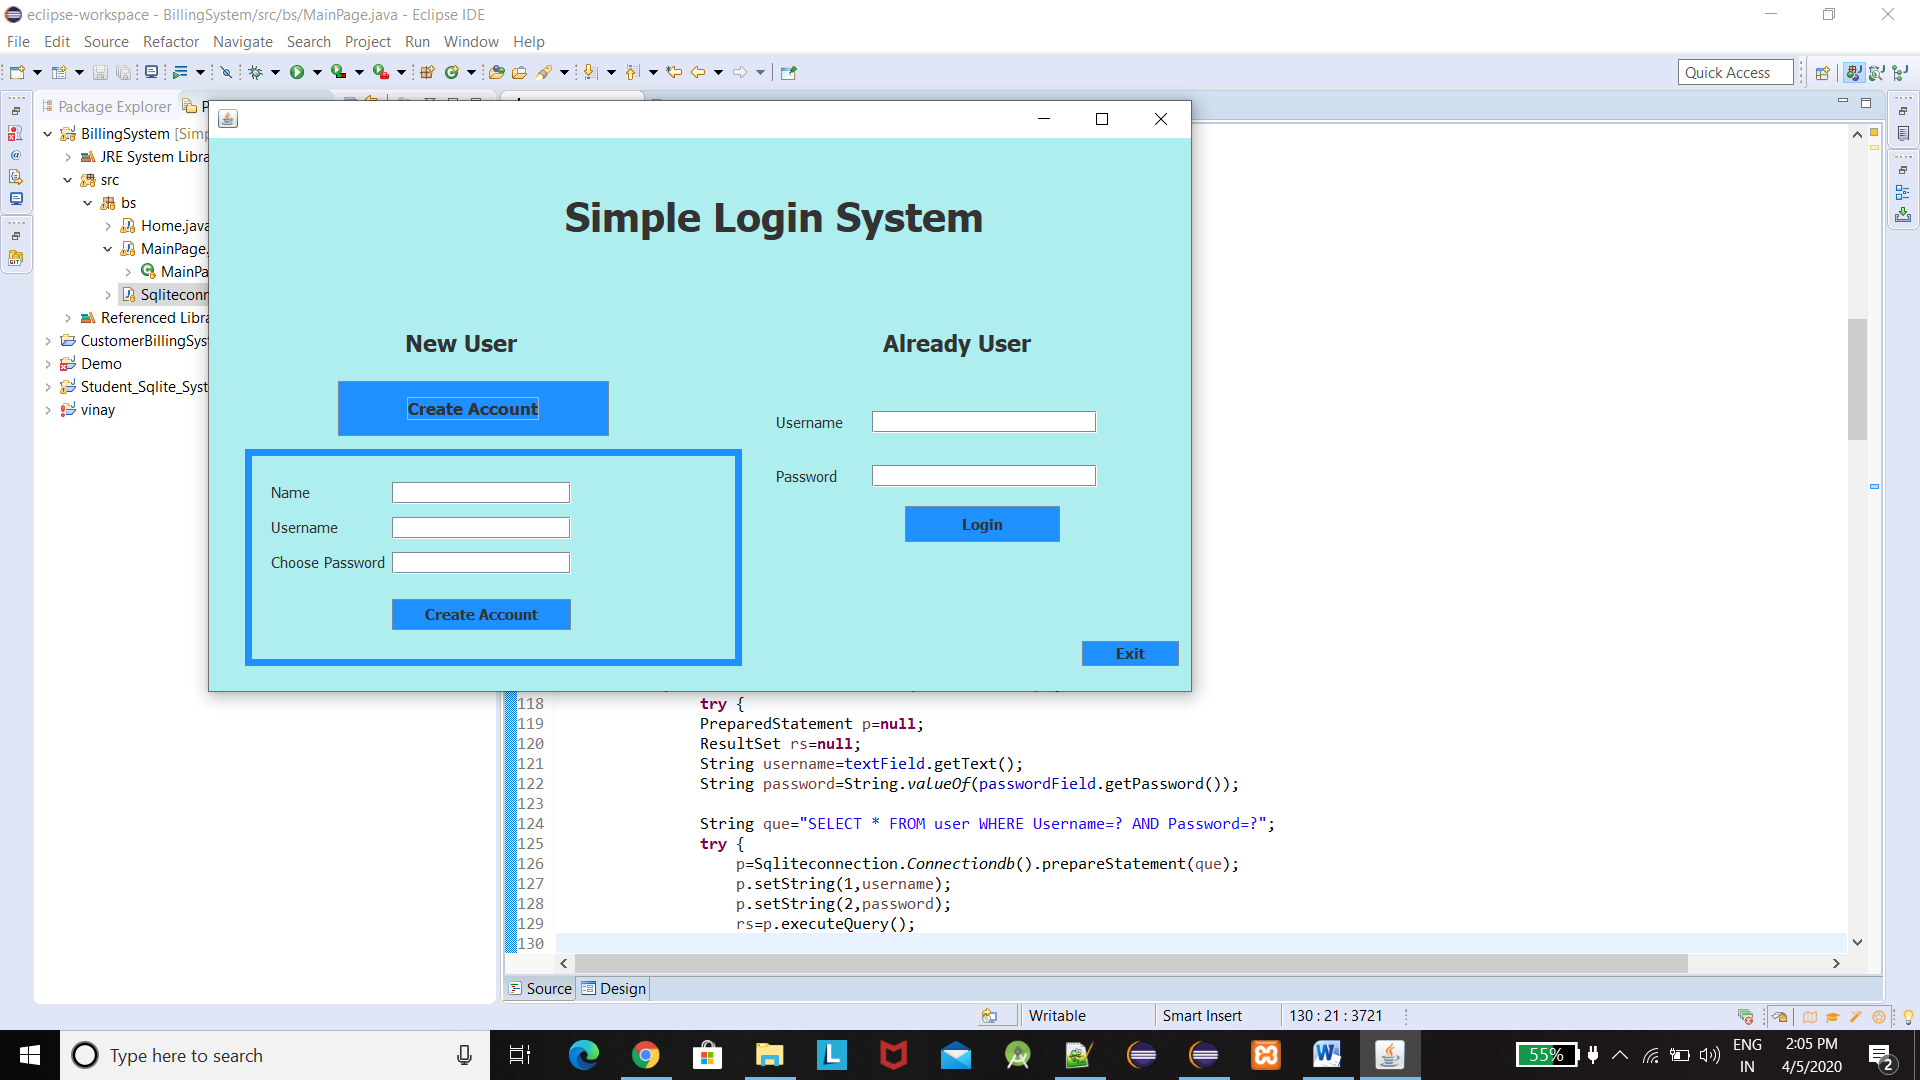 eclipse-workspace - BillingSystem/src/bs/MainPage.java - Eclipse IDE
File Edit Source Refactor Navigate Search Project Run Window Help
Quick Access
Package Explorer
BillingSystem [Simp
JRE System Libra
src
bs
Home.java
MainPage.
MainPa
Sqliteconn
Referenced Libra
CustomerBillingSyst
Demo
Student_Sqlite_Syst
vinay
Simple Login System
New User
Already User
Create Account
Username
Password
Login
Name
Username
Choose Password
Create Account
Exit
118 try {
119 PreparedStatement p=null;
120 ResultSet rs=null;
121 String username=textField.getText();
122 String password=String.valueOf(passwordField.getPassword());
123
124 String que="SELECT * FROM user WHERE Username=? AND Password=?";
125 try {
126 p=Sqliteconnection.Connectiondb().prepareStatement(que);
127 p.setString(1,username);
128 p.setString(2,password);
129 rs=p.executeQuery();
130
Source Design
Writable Smart Insert 130 : 21 : 3721
Type here to search
55%
ENG
IN
2:05 PM
4/5/2020
2